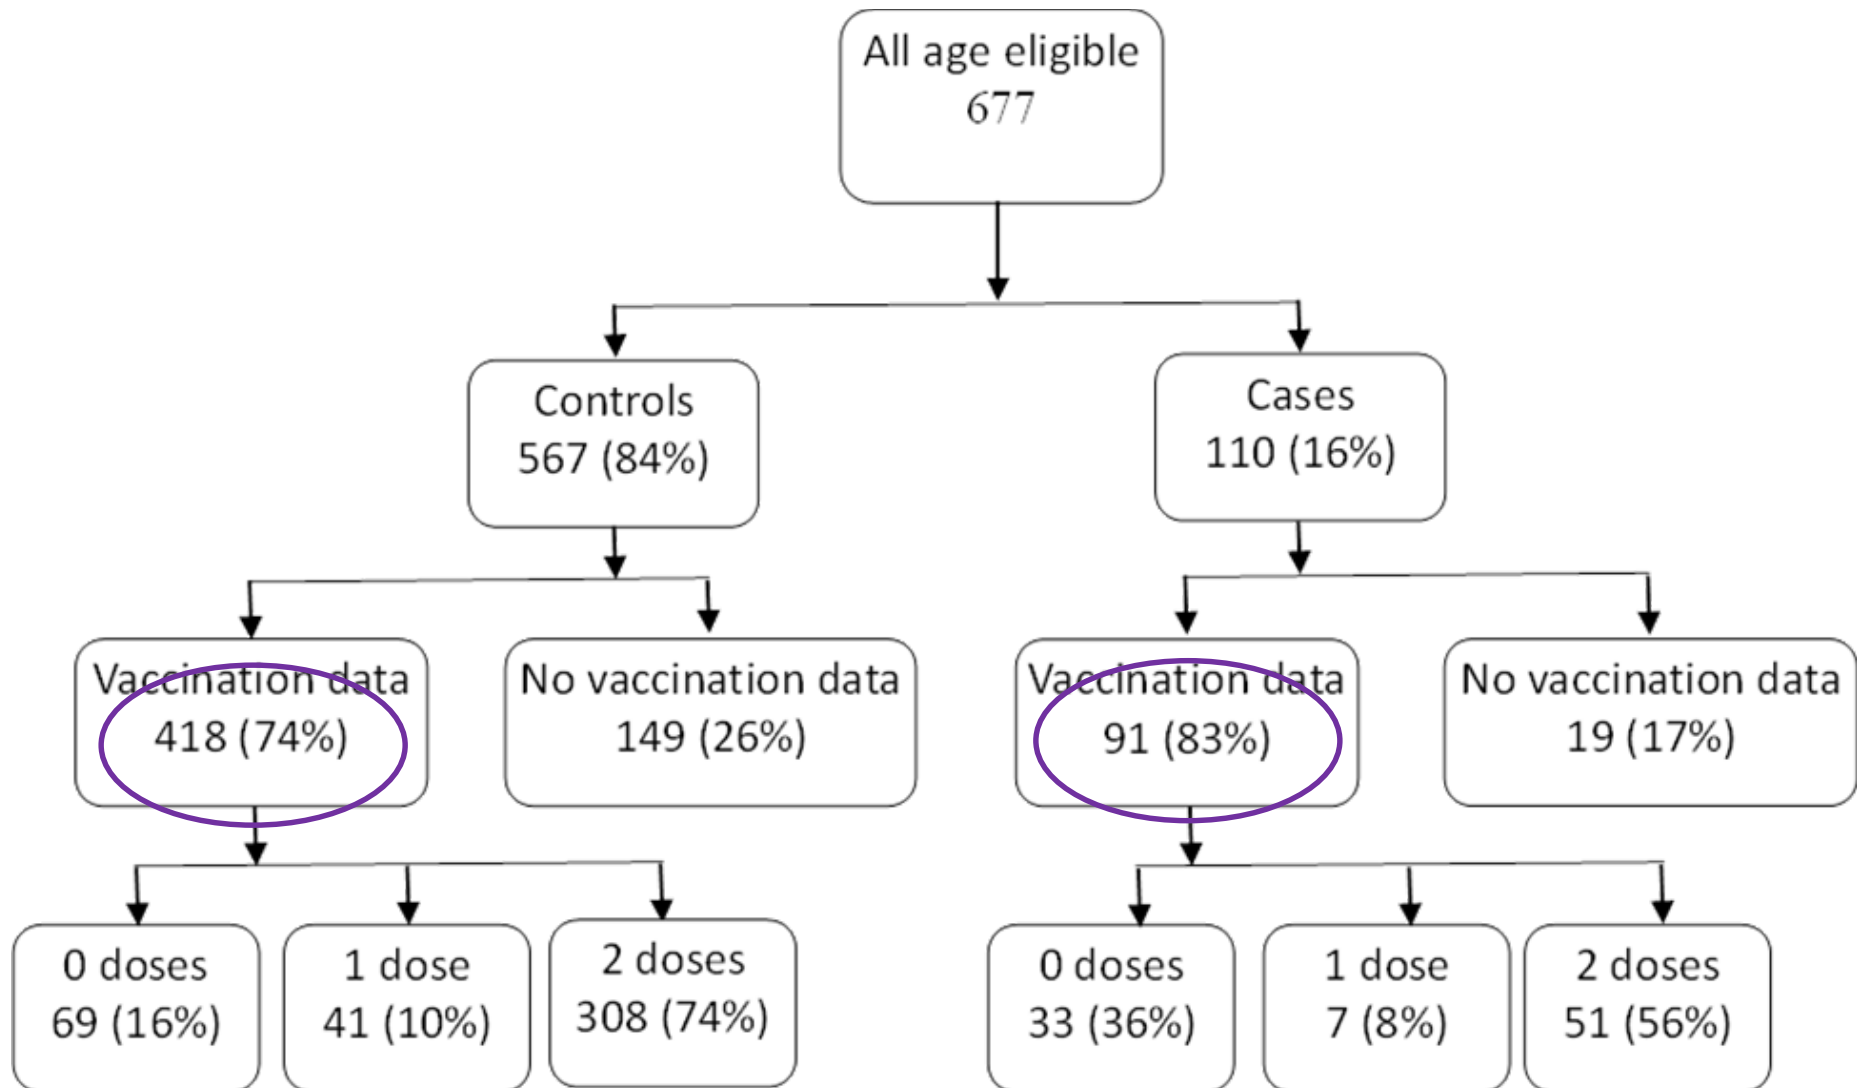 All age eligible
677
Controls
567 (84%)
Cases
110 (16%)
Vaccination data
418 (74%)
No vaccination data
149 (26%)
Vaccination data
91 (83%)
No vaccination data
19 (17%)
0 doses
69 (16%)
1 dose
41 (10%)
2 doses
308 (74%)
0 doses
33 (36%)
1 dose
7 (8%)
2 doses
51 (56%)